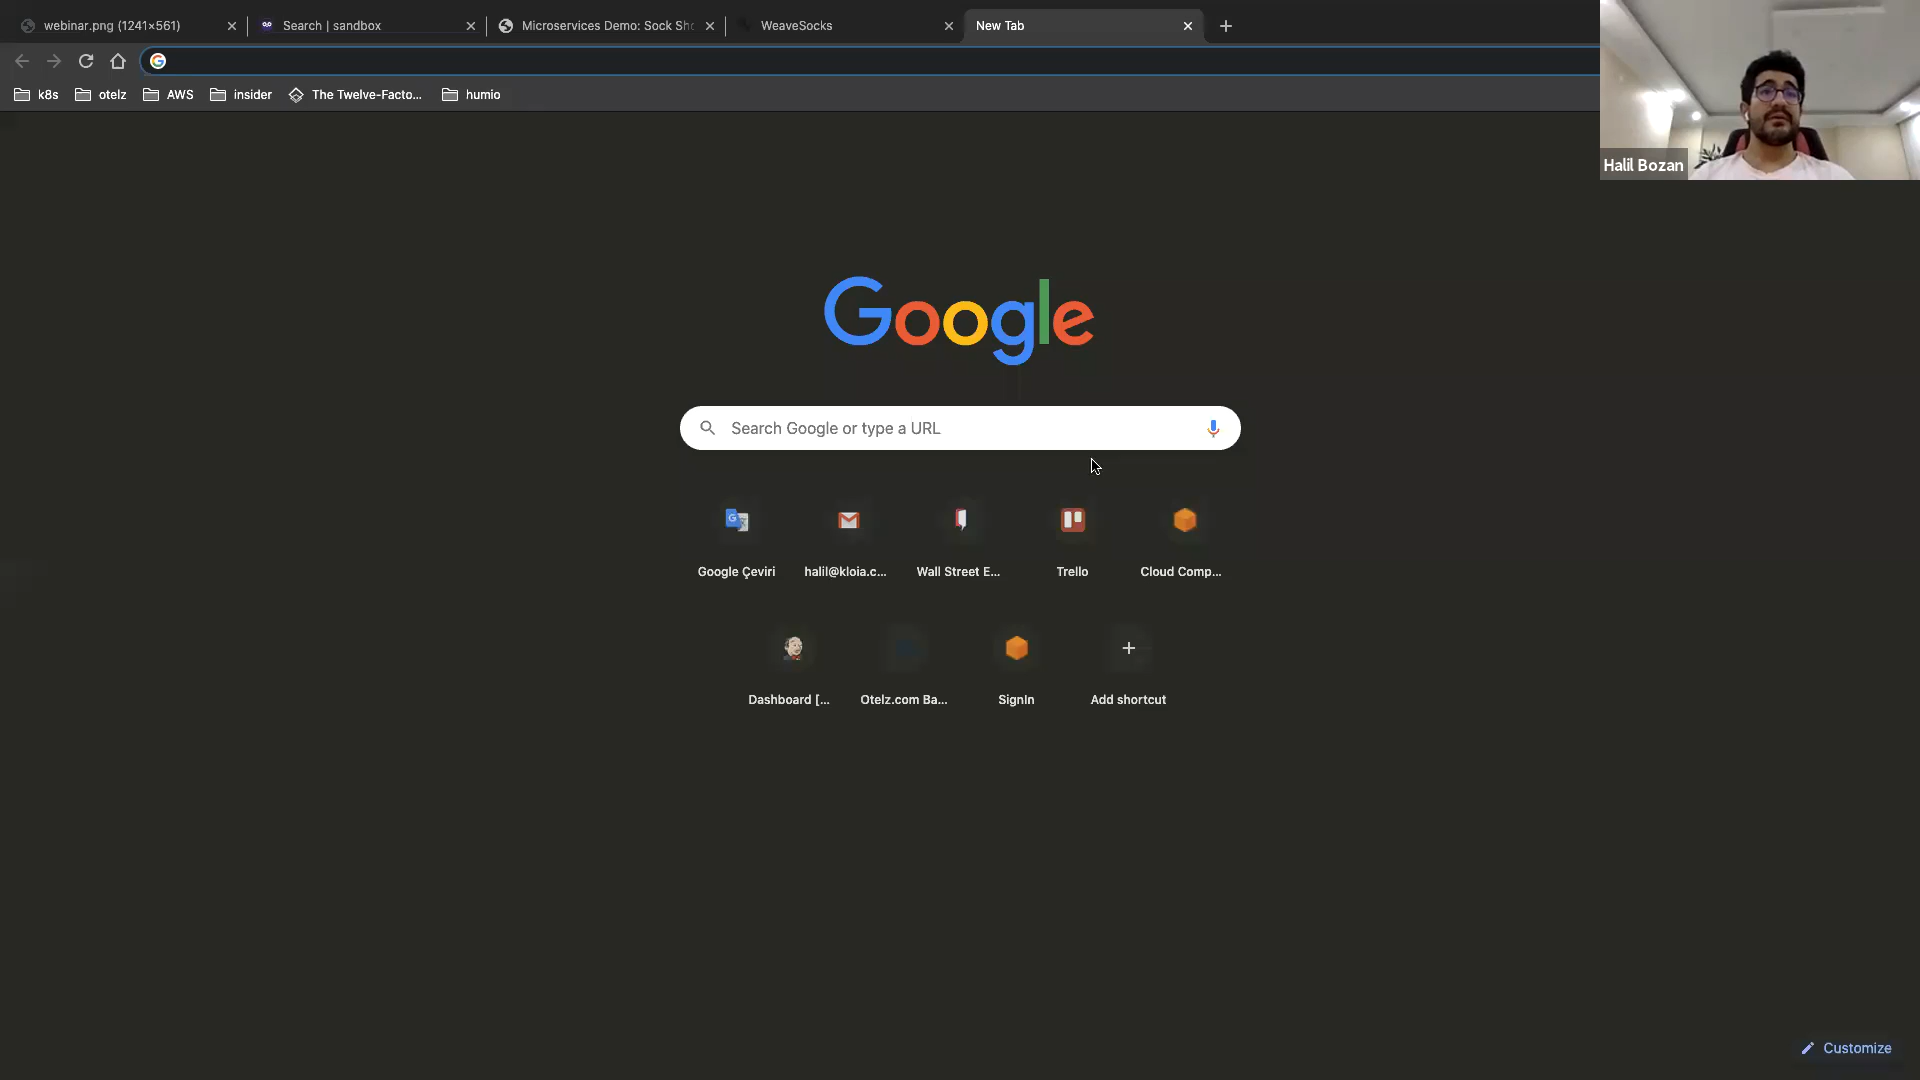 webinar.png (1241×561)
Search | sandbox
Microservices Demo: Sock Sho
WeaveSocks
New Tab
k8s
otelz
AWS
insider
The Twelve-Facto...
humio
Halil Bozan
Google
Search Google or type a URL
Google Çeviri
halil@kloia.c...
Wall Street E...
Trello
Cloud Comp...
Dashboard [...
Otelz.com Ba...
SignIn
Add shortcut
Customize